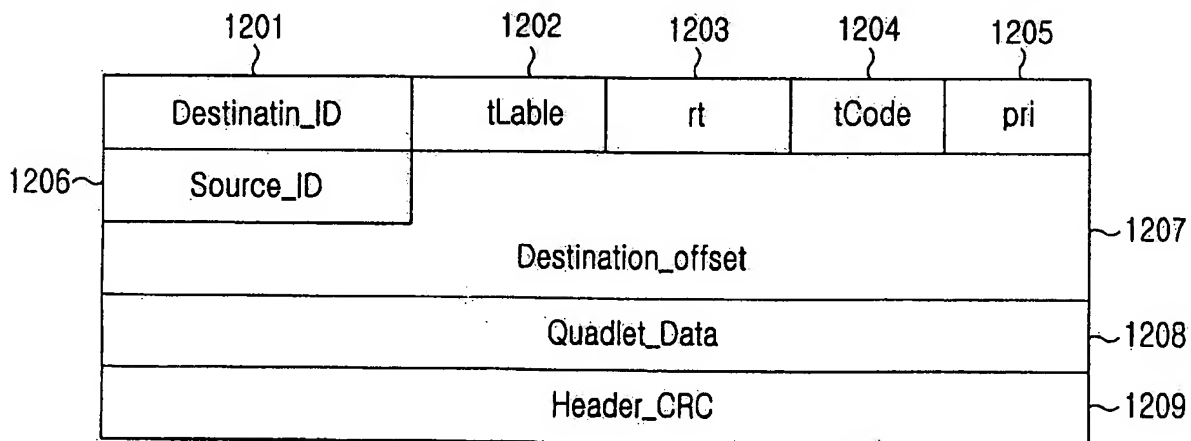 1201 1202 1203 1204 1205
Destinatin_ID tLable rt tCode pri
1206 Source_ID
1207
Destination_offset
Quadlet_Data 1208
Header_CRC 1209